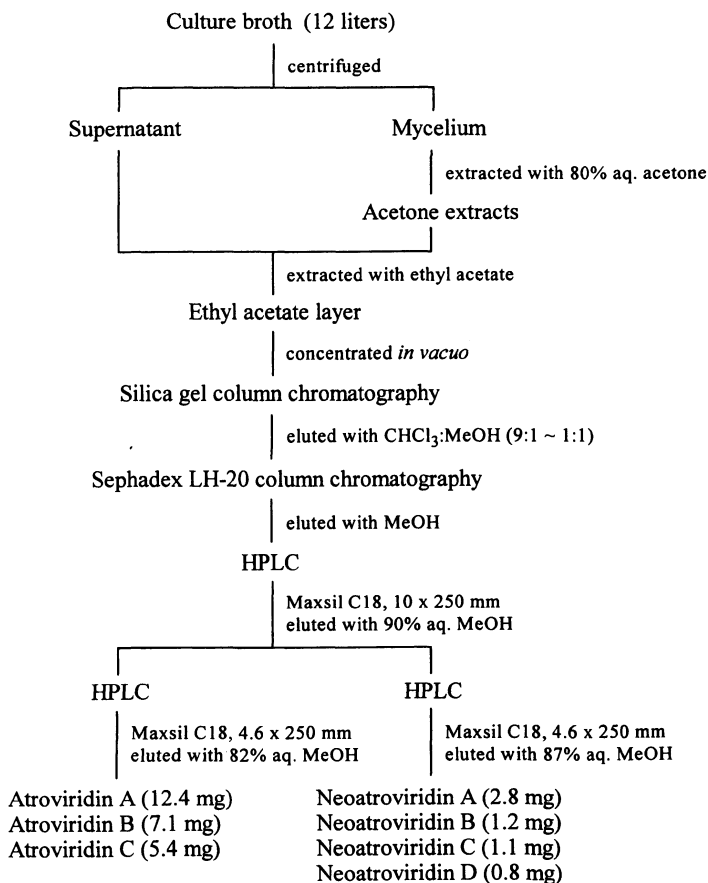 Culture broth (12 liters)
centrifuged
Supernatant
Mycelium
extracted with 80% aq. acetone
Acetone extracts
extracted with ethyl acetate
Ethyl acetate layer
concentrated in vacuo
Silica gel column chromatography
eluted with CHCl₃:MeOH (9:1 ~ 1:1)
Sephadex LH-20 column chromatography
eluted with MeOH
HPLC
Maxsil C18, 10 x 250 mm
eluted with 90% aq. MeOH
HPLC
Maxsil C18, 4.6 x 250 mm
eluted with 82% aq. MeOH
Atroviridin A (12.4 mg)
Atroviridin B (7.1 mg)
Atroviridin C (5.4 mg)
HPLC
Maxsil C18, 4.6 x 250 mm
eluted with 87% aq. MeOH
Neoatroviridin A (2.8 mg)
Neoatroviridin B (1.2 mg)
Neoatroviridin C (1.1 mg)
Neoatroviridin D (0.8 mg)